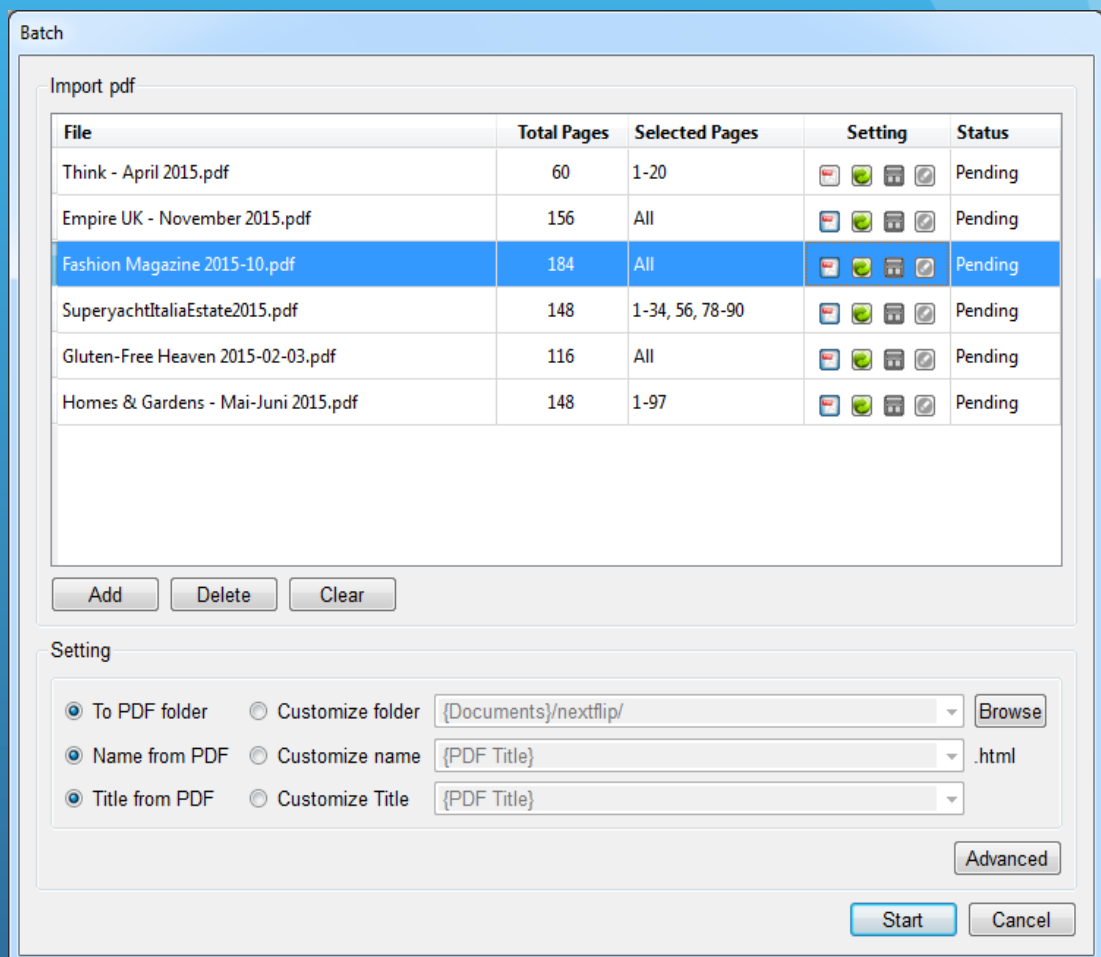 Batch
Import pdf
File Total Pages Selected Pages Setting Status
Think - April 2015.pdf 60 1-20 Pending
Empire UK - November 2015.pdf 156 All Pending
Fashion Magazine 2015-10.pdf 184 All Pending
SuperyachtItaliaEstate2015.pdf 148 1-34, 56, 78-90 Pending
Gluten-Free Heaven 2015-02-03.pdf 116 All Pending
Homes & Gardens - Mai-Juni 2015.pdf 148 1-97 Pending
Add Delete Clear
Setting
To PDF folder Customize folder {Documents}/nextflip/ Browse
Name from PDF Customize name {PDF Title} .html
Title from PDF Customize Title {PDF Title}
Advanced
Start Cancel